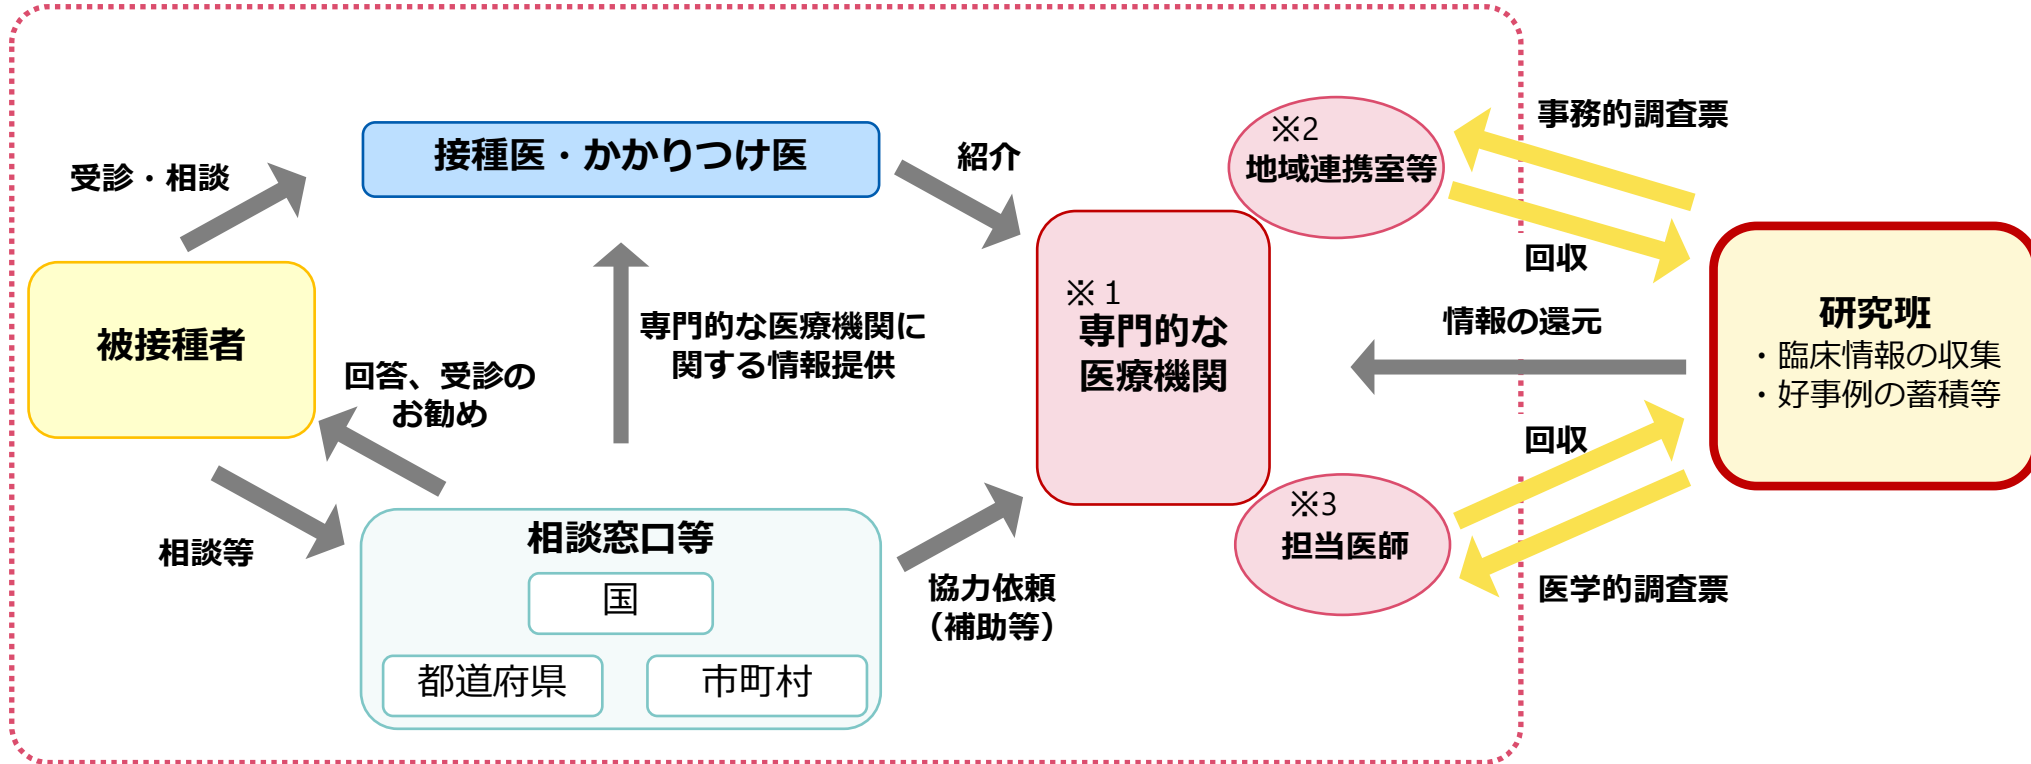 受診・相談
接種医・かかりつけ医
紹介
※2
地域連携室等
事務的調査票
回収
被接種者
専門的な医療機関に
関する情報提供
回答、受診の
お勧め
※１
専門的な
医療機関
情報の還元
研究班
・臨床情報の収集
・好事例の蓄積等
回収
相談等
相談窓口等
国
都道府県
市町村
協力依頼
（補助等）
※3
担当医師
医学的調査票